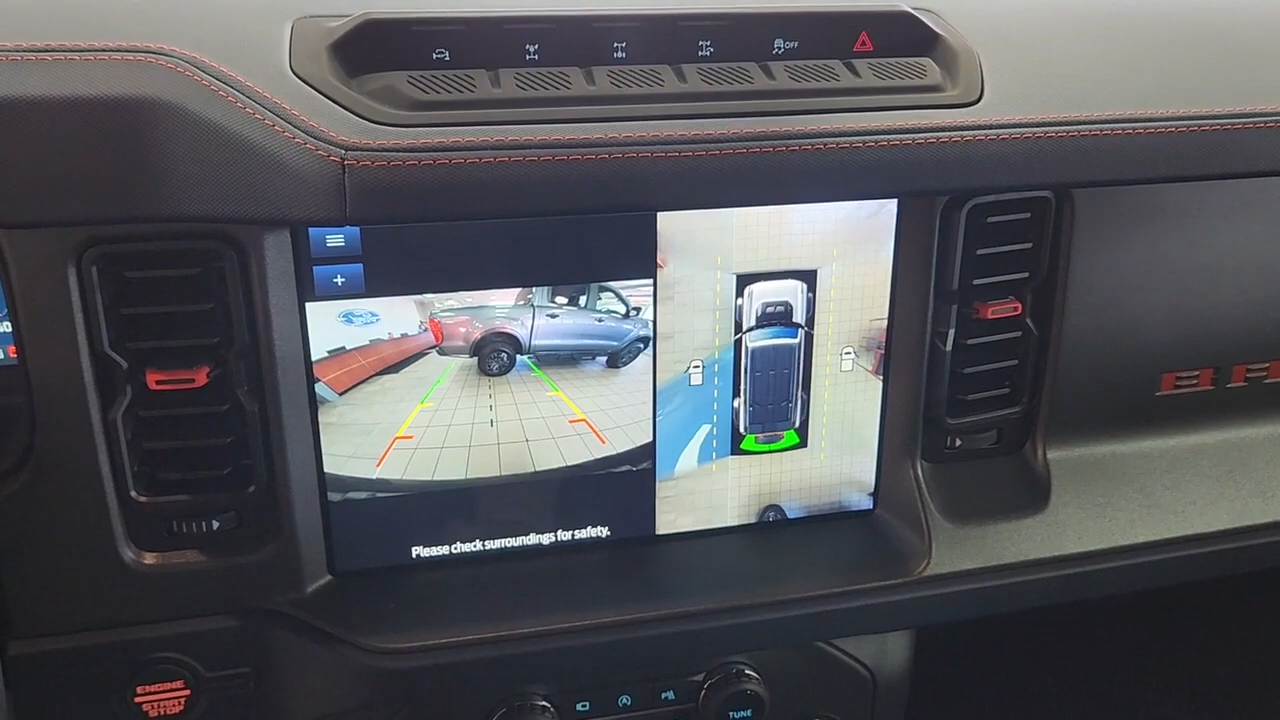 OFF
Please check surroundings for safety.
ENGINE
START
STOP
TUNE